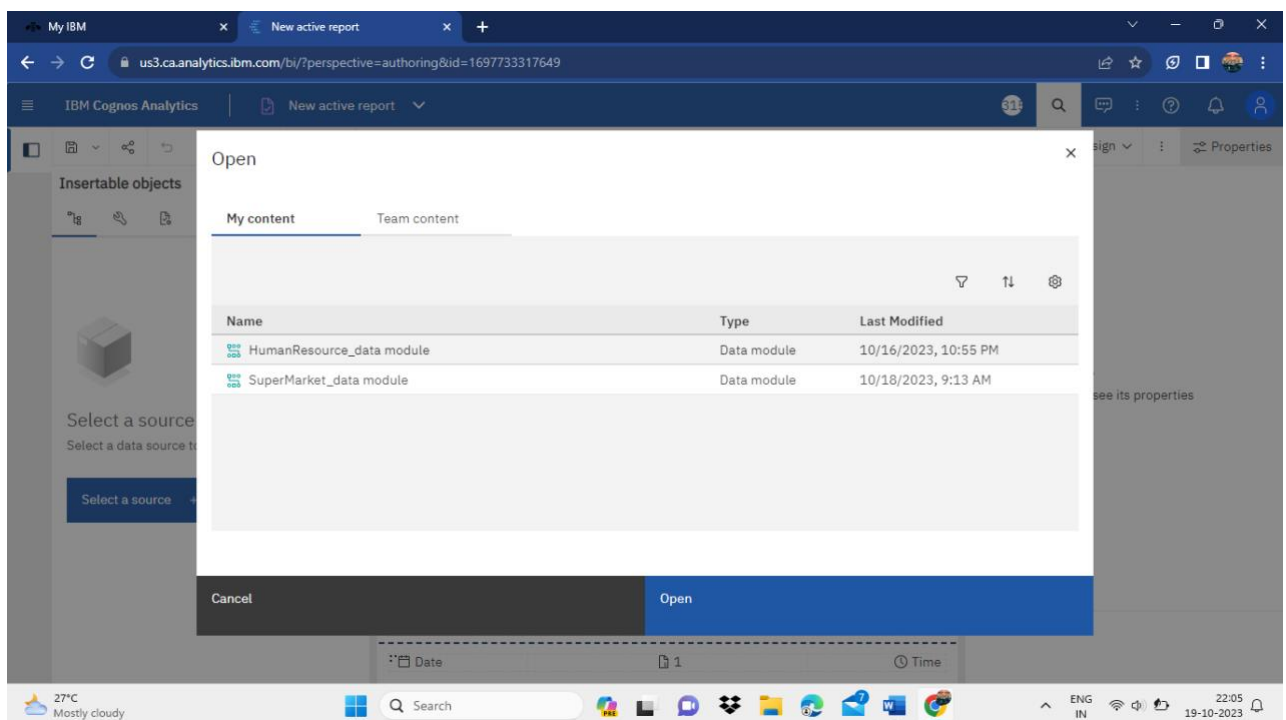 My IBM
New active report
us3.ca.analytics.ibm.com/bi/?perspective=authoring&id=1697733317649
IBM Cognos Analytics
New active report
Properties
Insertable objects
Open
My content
Team content
Name Type Last Modified
HumanResource_data module Data module 10/16/2023, 10:55 PM
SuperMarket_data module Data module 10/18/2023, 9:13 AM
see its properties
Select a source
Select a data source
Select a source
Cancel
Open
Date 1 Time
27°C
Mostly cloudy
Search
PRE
7
ENG
IN
22:05
19-10-2023